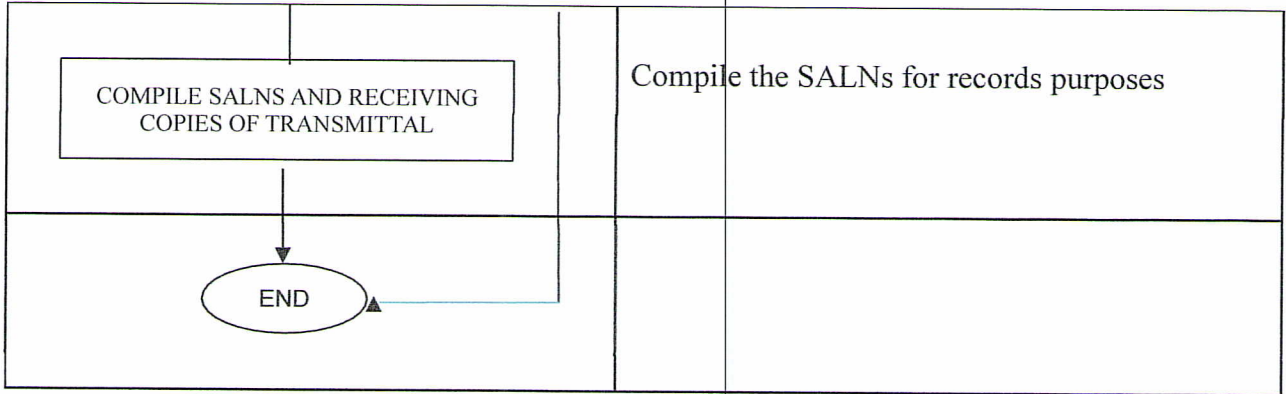 COMPILE SALNS AND RECEIVING
COPIES OF TRANSMITTAL
Compile the SALNs for records purposes
END